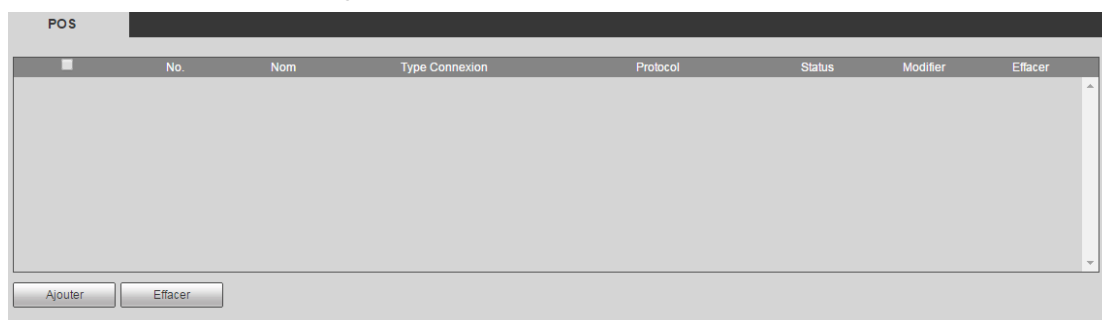 POS
No. Nom Type Connexion Protocol Status Modifier Effacer
Ajouter Effacer